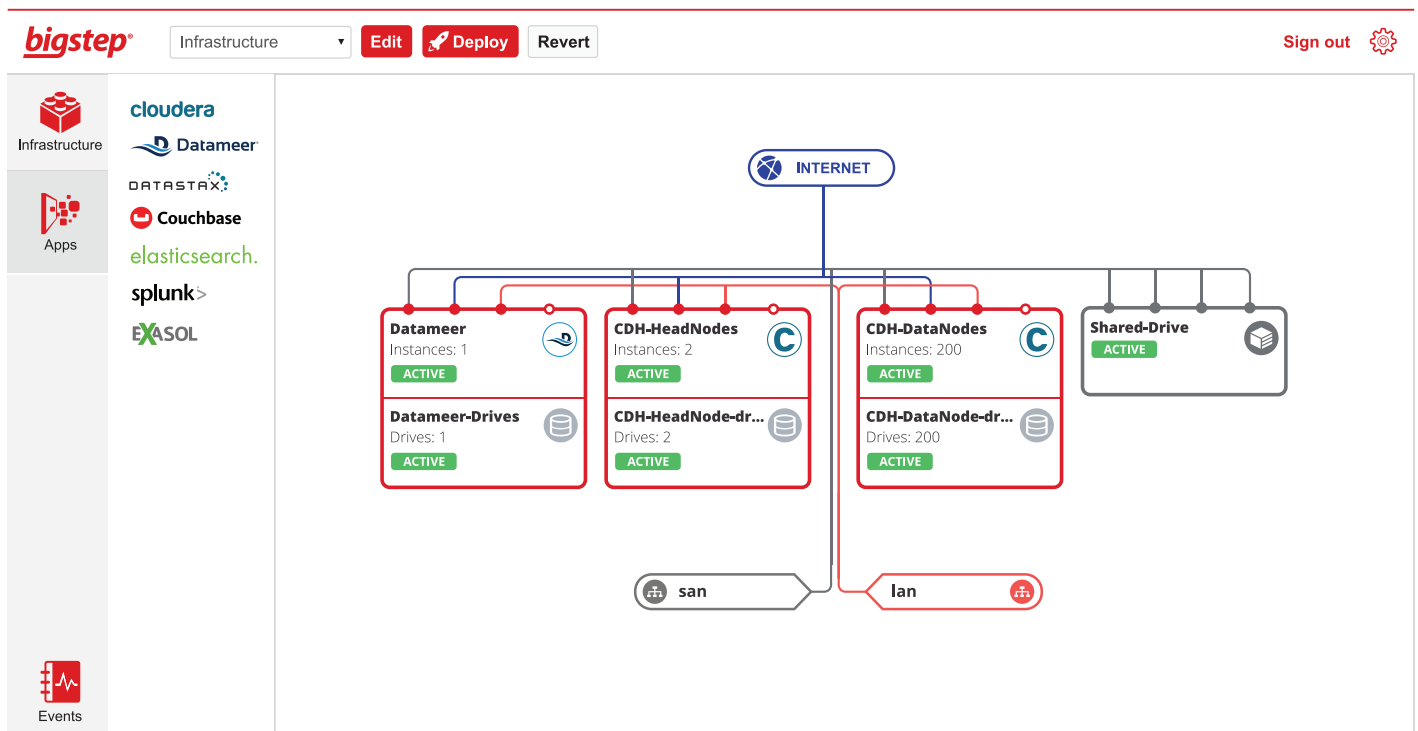 bigstep®
Infrastructure
Edit
Deploy
Revert
Sign out
Infrastructure
Apps
Events
cloudera
Datameer
DATASTAX
Couchbase
elasticsearch.
splunk>
EXASOL
INTERNET
Datameer
Instances: 1
ACTIVE
Datameer-Drives
Drives: 1
ACTIVE
CDH-HeadNodes
Instances: 2
C
ACTIVE
CDH-HeadNode-dr...
Drives: 2
ACTIVE
CDH-DataNodes
Instances: 200
C
ACTIVE
CDH-DataNode-dr...
Drives: 200
ACTIVE
Shared-Drive
ACTIVE
san
lan